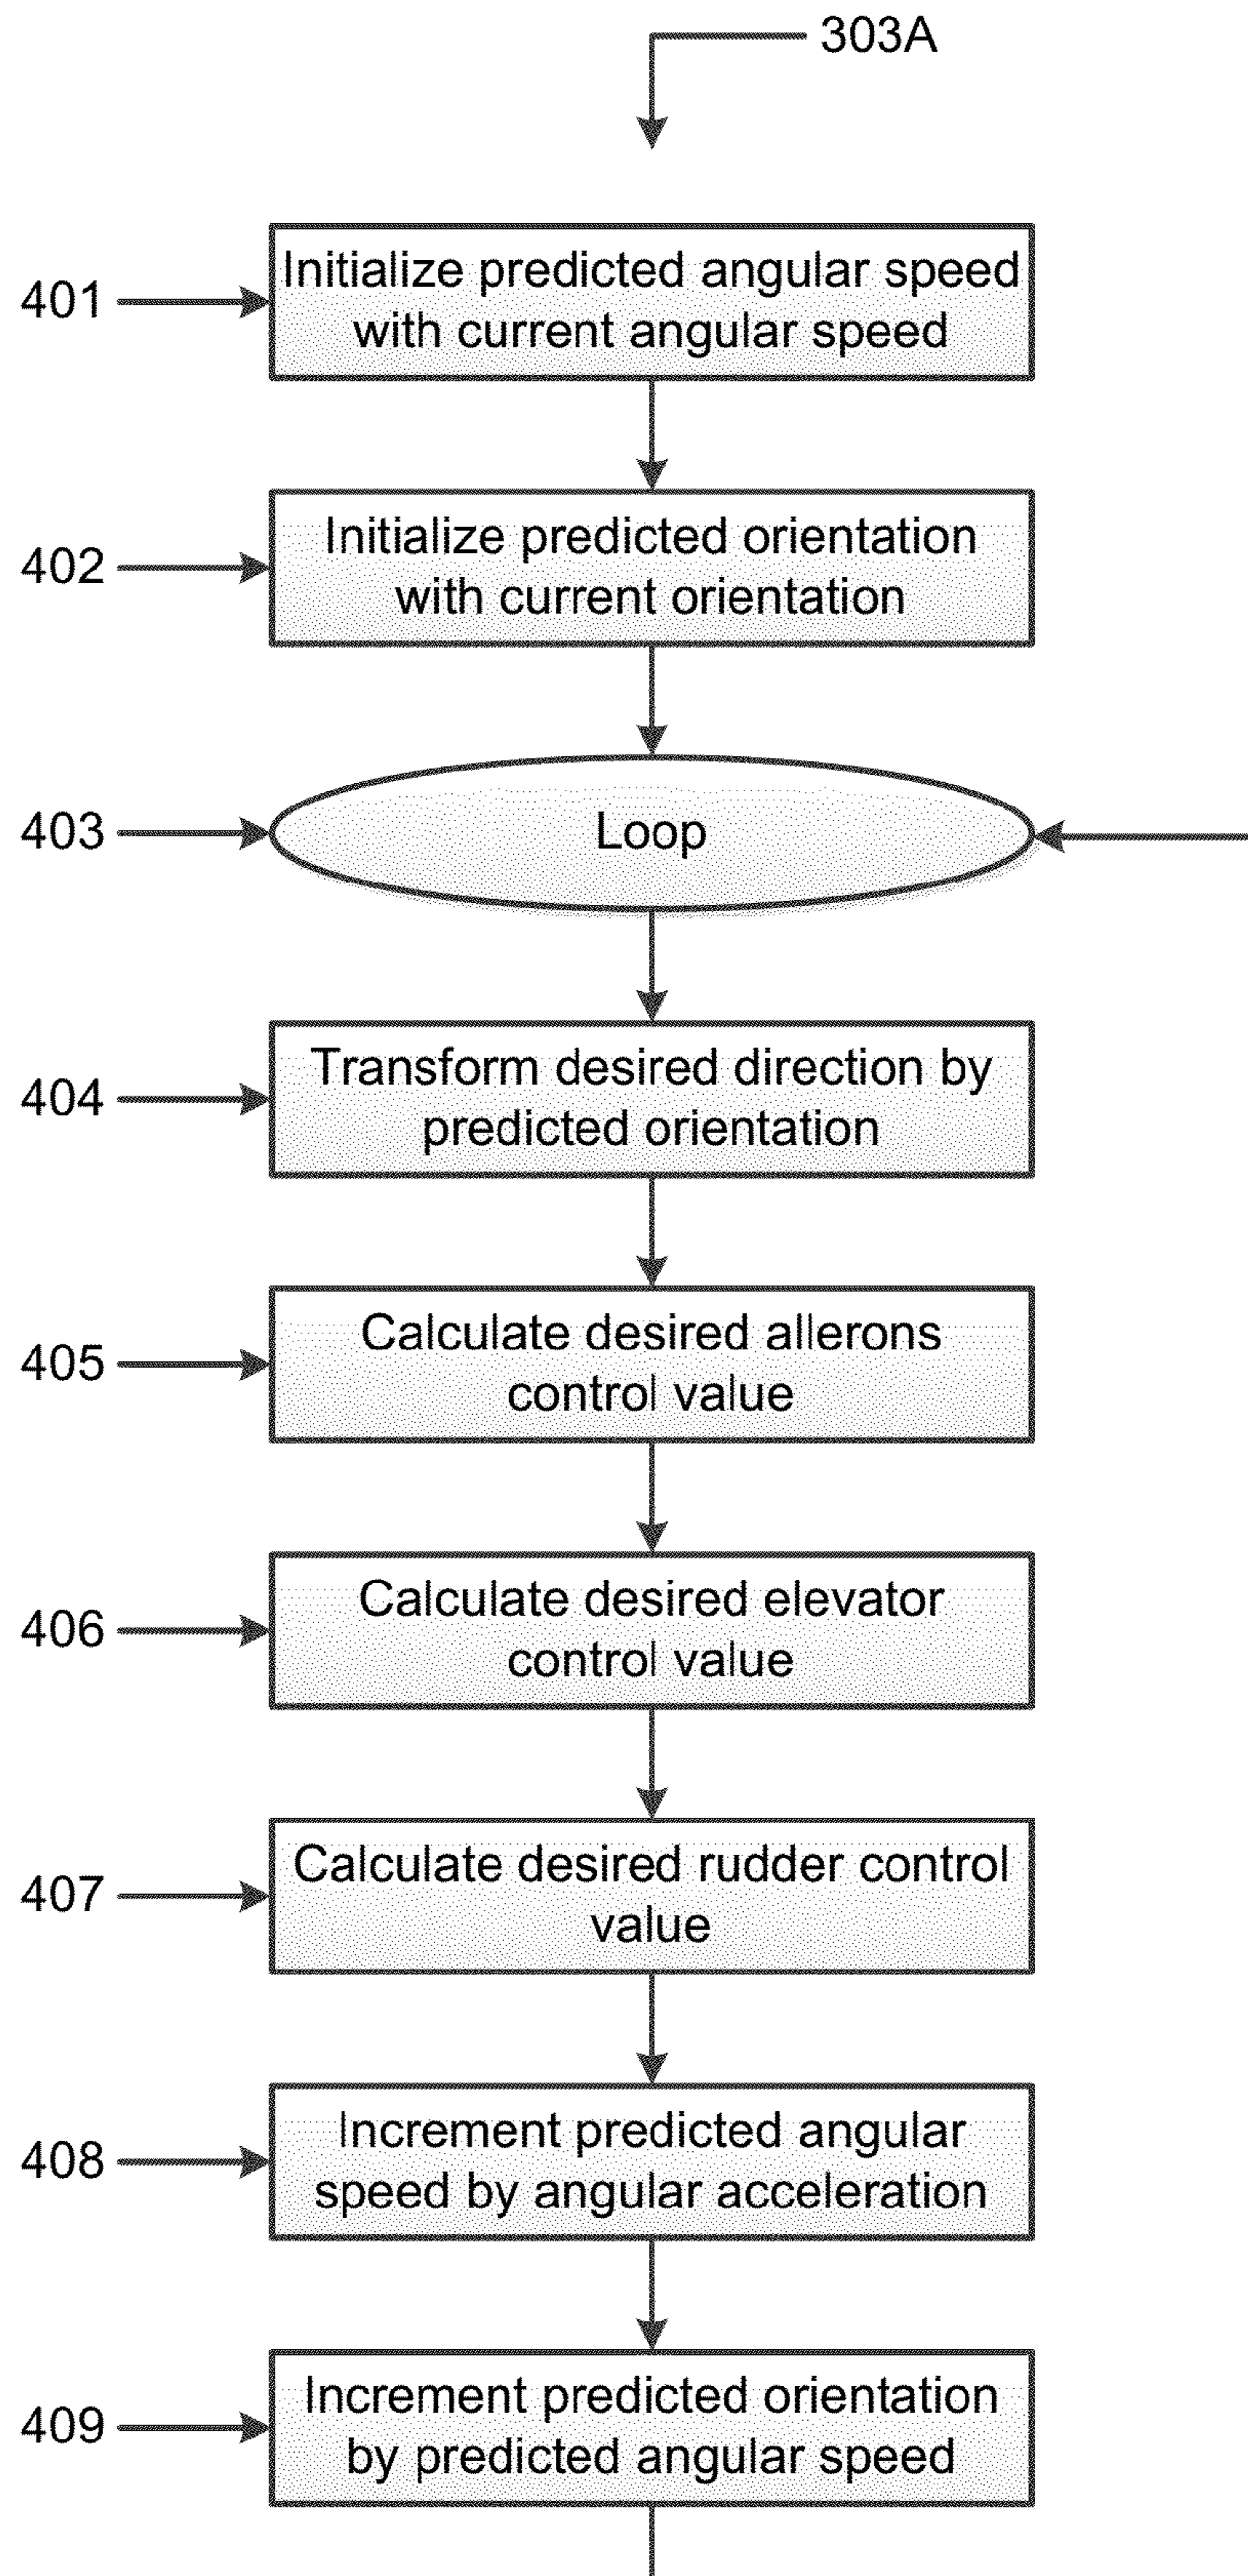 303A
401
Initialize predicted angular speed
with current angular speed
402
Initialize predicted orientation
with current orientation
403
Loop
404
Transform desired direction by
predicted orientation
405
Calculate desired allerons
control value
406
Calculate desired elevator
control value
407
Calculate desired rudder control
value
408
Increment predicted angular
speed by angular acceleration
409
Increment predicted orientation
by predicted angular speed